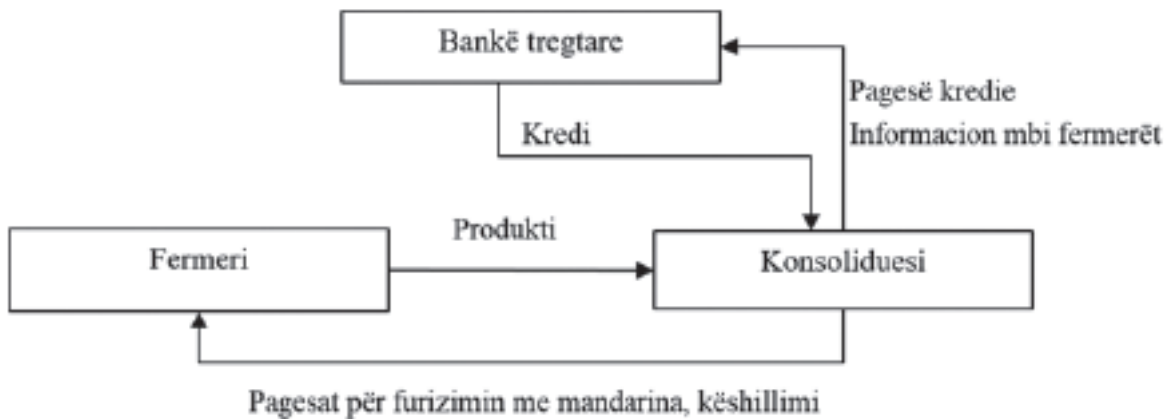 Bankë tregtare
Pagesë kredie
Kredi
Informacion mbi fermerët
Produkti
Fermeri
Konsoliduesi
Pagesat për furizimin me mandarina, këshillimi